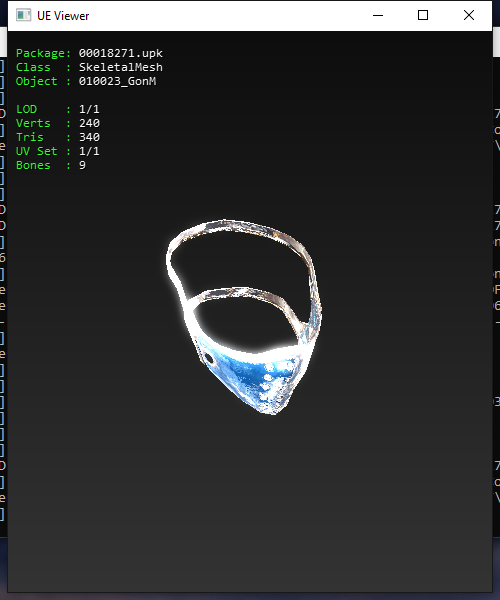 UE Viewer
Package: 00018271.upk
Class : SkeletalMesh
Object : 010023_GonM
LOD : 1/1
Verts : 240
Tris : 340
UV Set : 1/1
Bones : 9